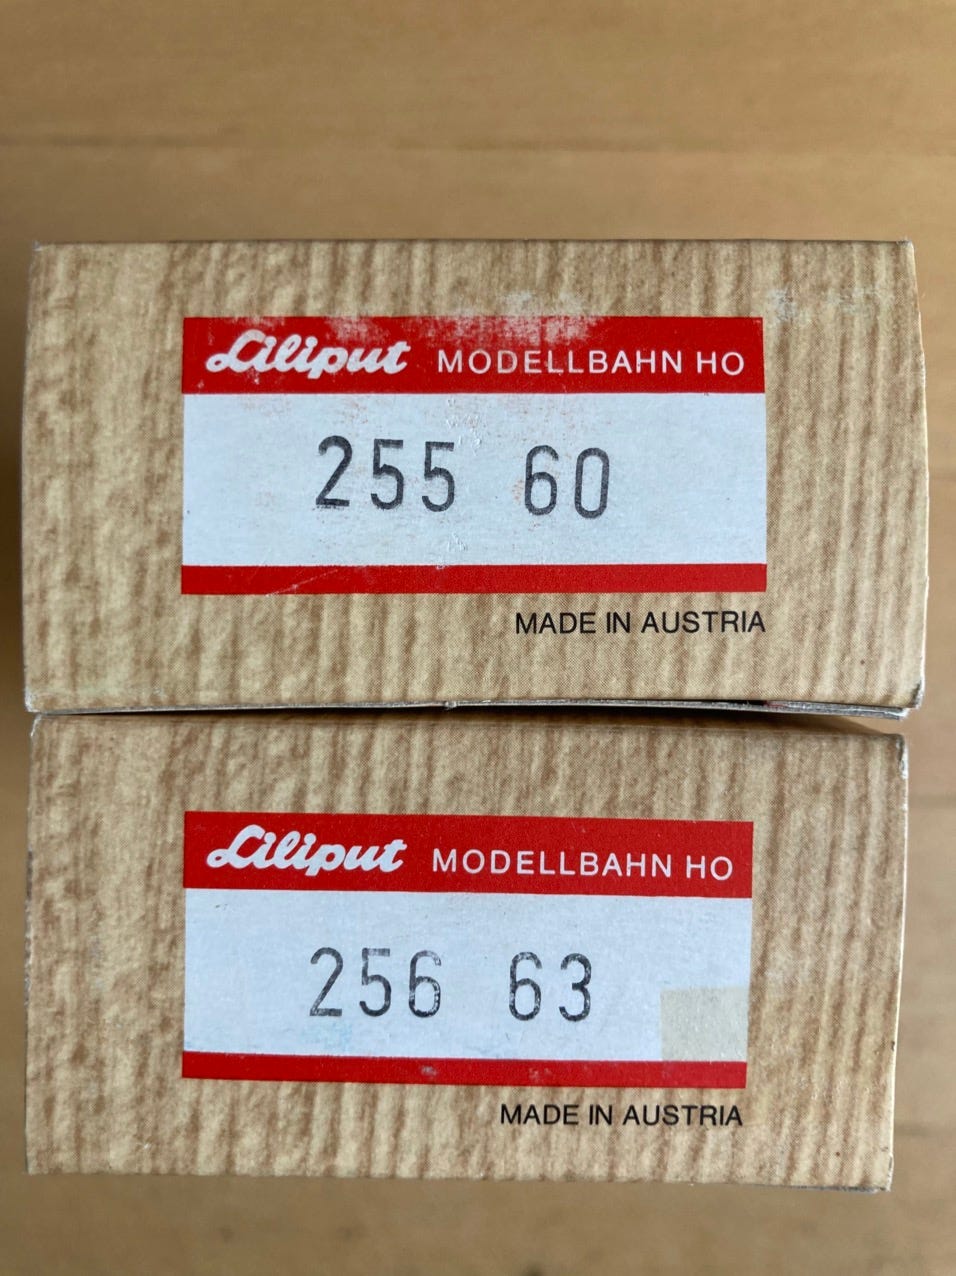 Liliput MODELLBAHN HO
255 60
MADE IN AUSTRIA
Liliput MODELLBAHN HO
256 63
MADE IN AUSTRIA